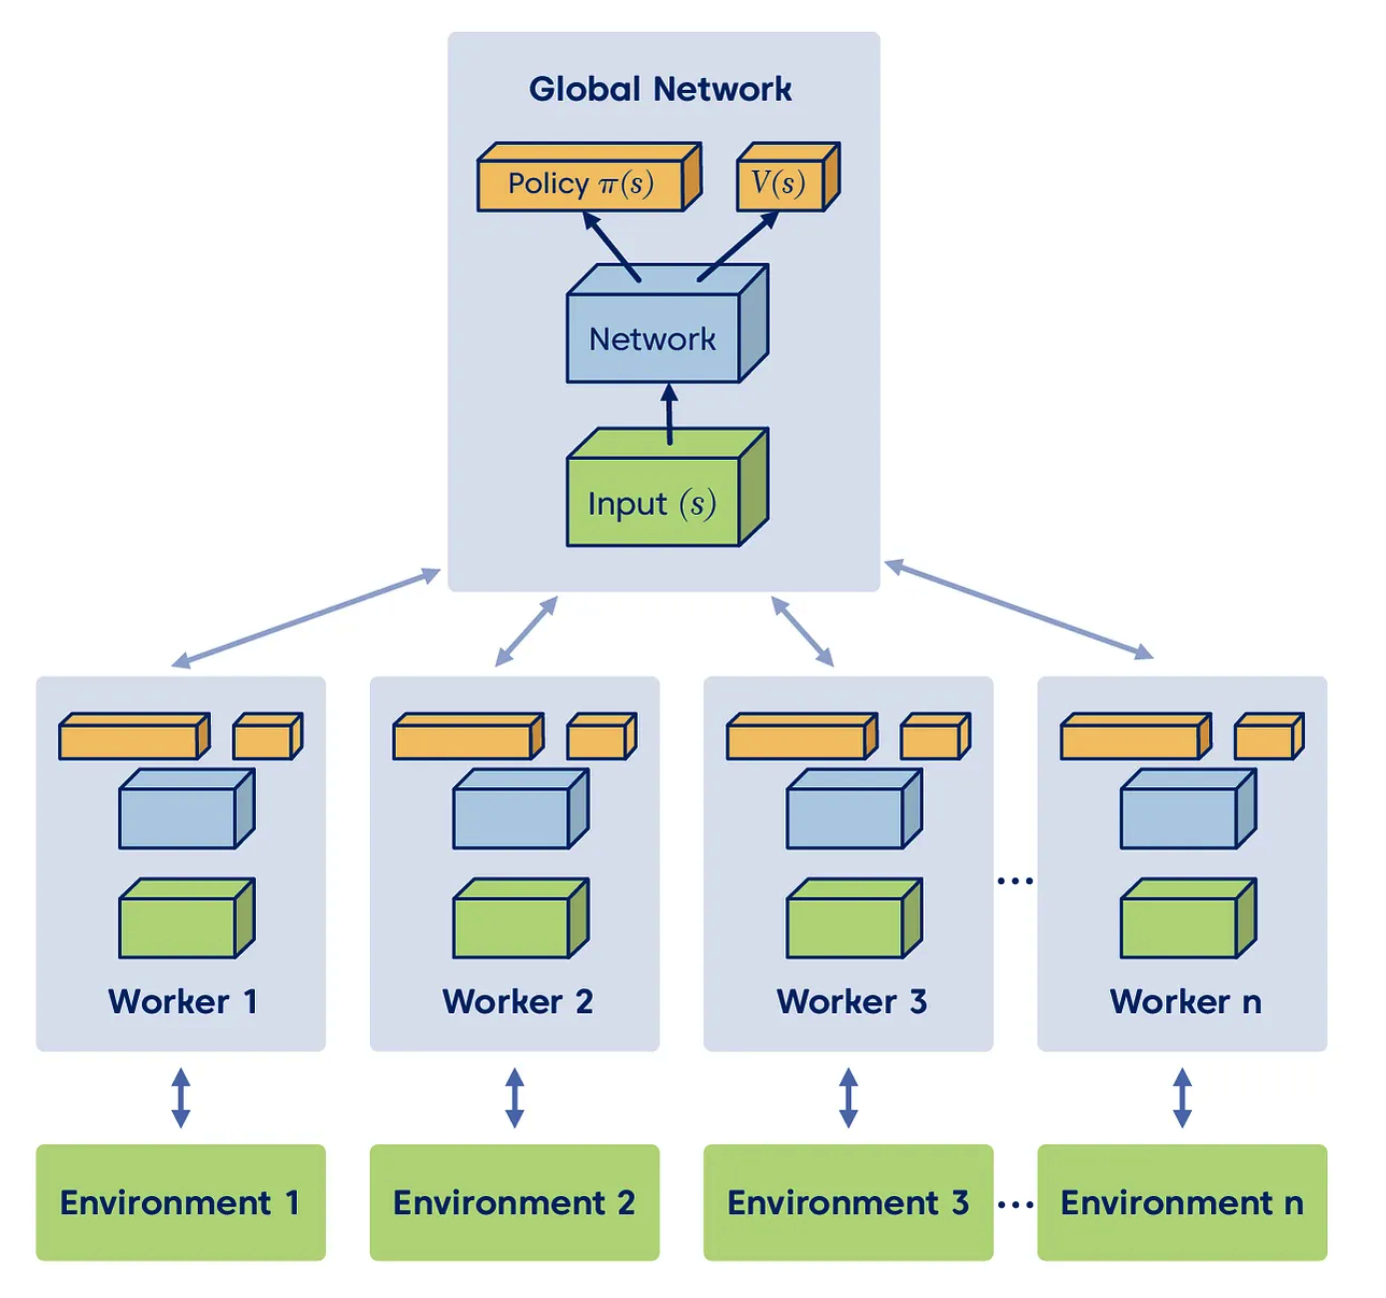 Global Network
Policy π(s)
V(s)
Network
Input (s)
Worker 1
Worker 2
Worker 3
...
Worker n
Environment 1
Environment 2
Environment 3
...
Environment n